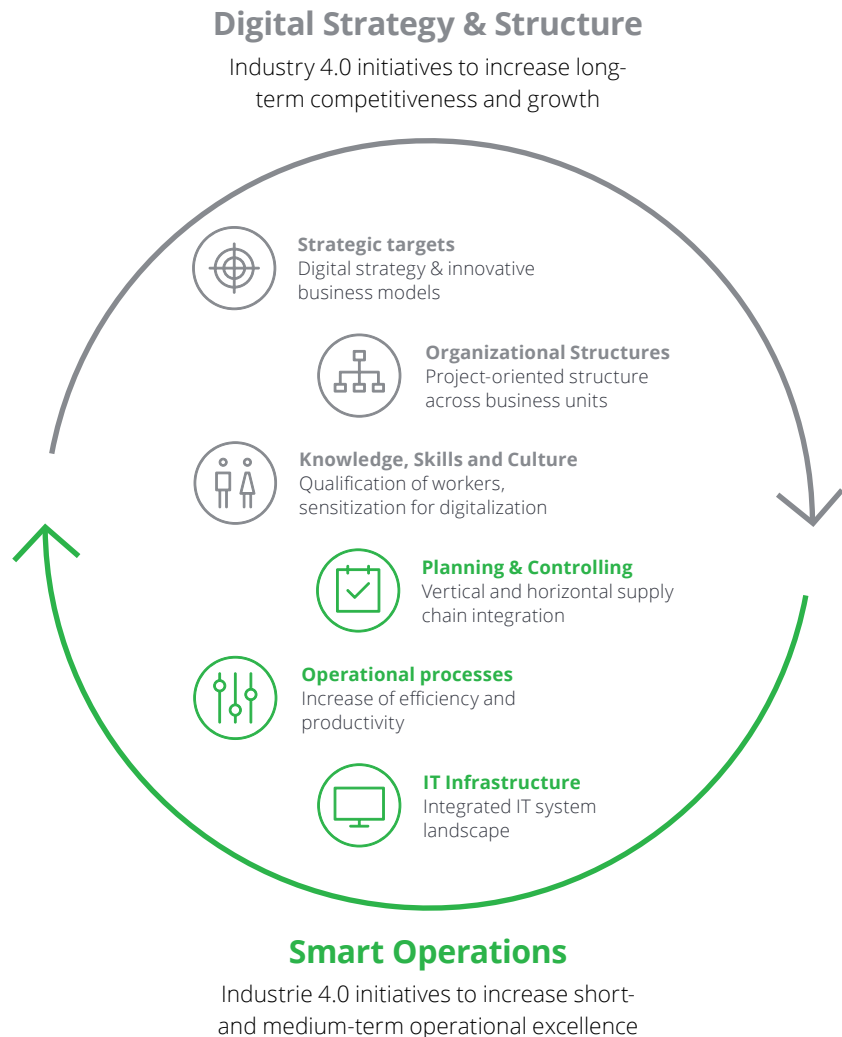 Digital Strategy & Structure
Industry 4.0 initiatives to increase long-
term competitiveness and growth
Strategic targets
Digital strategy & innovative
business models
Organizational Structures
Project-oriented structure
across business units
Knowledge, Skills and Culture
Qualification of workers,
sensitization for digitalization
Planning & Controlling
Vertical and horizontal supply
chain integration
Operational processes
Increase of efficiency and
productivity
IT Infrastructure
Integrated IT system
landscape
Smart Operations
Industrie 4.0 initiatives to increase short-
and medium-term operational excellence